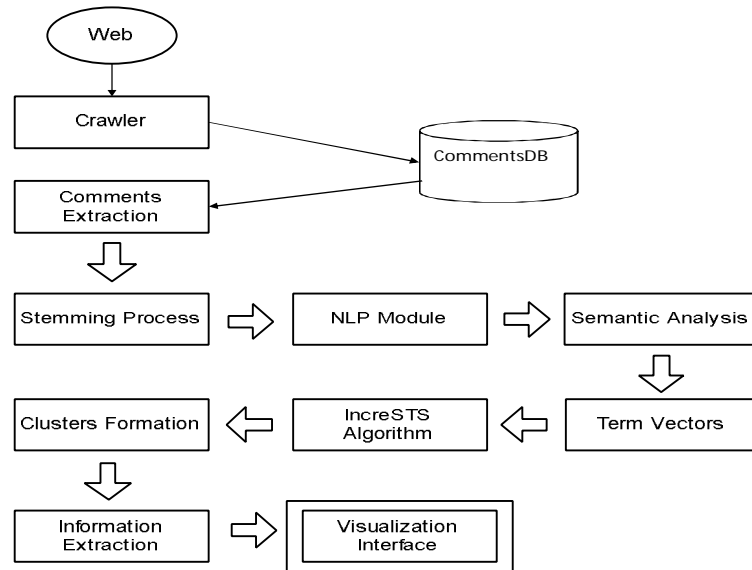 Web
Crawler
CommentsDB
Comments
Extraction
Stemming Process
NLP Module
Semantic Analysis
Clusters Formation
IncreSTS
Algorithm
Term Vectors
Information
Extraction
Visualization
Interface